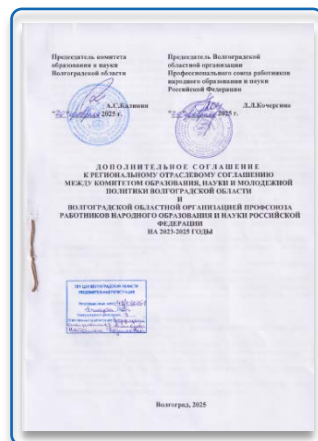 Председатель комитета
образования и науки
Волгоградской области
А.С.Калинин
2025 г.
Председатель Волгоградской
областной организации
Профессионального союза работников
народного образования и науки
Российской Федерации
Л.Л.Кочергина
2025 г.
ДОПОЛНИТЕЛЬНОЕ СОГЛАШЕНИЕ
К РЕГИОНАЛЬНОМУ ОТРАСЛЕВОМУ СОГЛАШЕНИЮ
МЕЖДУ КОМИТЕТОМ ОБРАЗОВАНИЯ, НАУКИ И МОЛОДЕЖНОЙ
ПОЛИТИКИ ВОЛГОГРАДСКОЙ ОБЛАСТИ
И
ВОЛГОГРАДСКОЙ ОБЛАСТНОЙ ОРГАНИЗАЦИЕЙ ПРОФСОЮЗА
РАБОТНИКОВ НАРОДНОГО ОБРАЗОВАНИЯ И НАУКИ РОССИЙСКОЙ
ФЕДЕРАЦИИ
НА 2023-2025 ГОДЫ
Волгоград, 2025